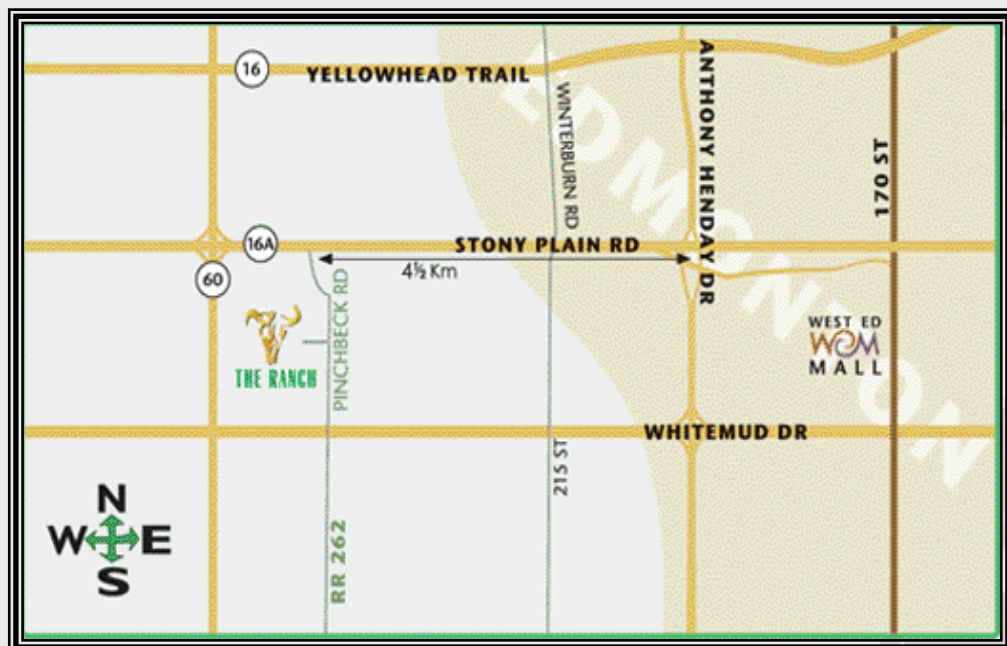 16
YELLOWHEAD TRAIL
WINTERBURN RD
ANTHONY HENDAY DR
170 ST
EDMONTON
16A
STONY PLAIN RD
4½ Km
60
PINCHBECK RD
THE RANCH
WEST ED
WEM
MALL
WHITEMUD DR
215 ST
RR 262
N
W E
S